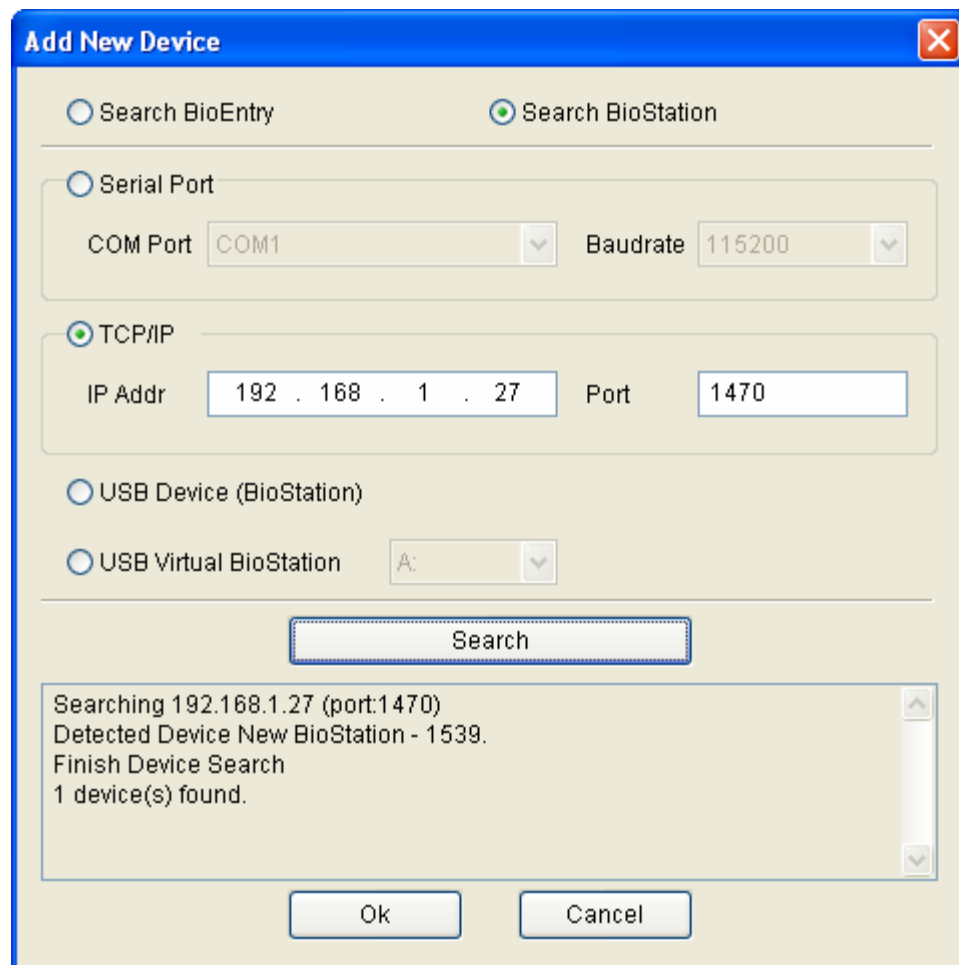 Add New Device
Search BioEntry Search BioStation
Serial Port
COM Port COM1 Baudrate 115200
TCP/IP
IP Addr 192 . 168 . 1 . 27 Port 1470
USB Device (BioStation)
USB Virtual BioStation A:
Search
Searching 192.168.1.27 (port:1470)
Detected Device New BioStation - 1539.
Finish Device Search
1 device(s) found.
Ok Cancel